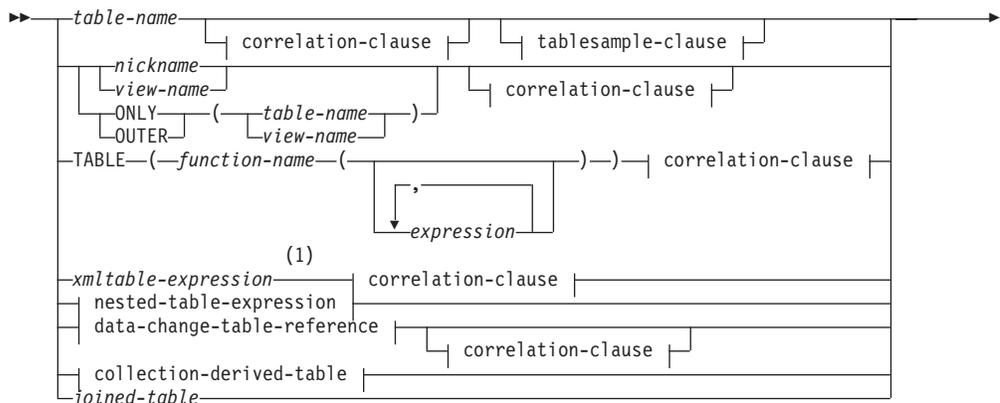 table-name
correlation-clause tablesample-clause
nickname
view-name correlation-clause
ONLY ( table-name )
OUTER view-name
TABLE ( function-name ( ) ) correlation-clause
,
expression
(1)
xmltable-expression correlation-clause
nested-table-expression
data-change-table-reference
correlation-clause
collection-derived-table
joined-table